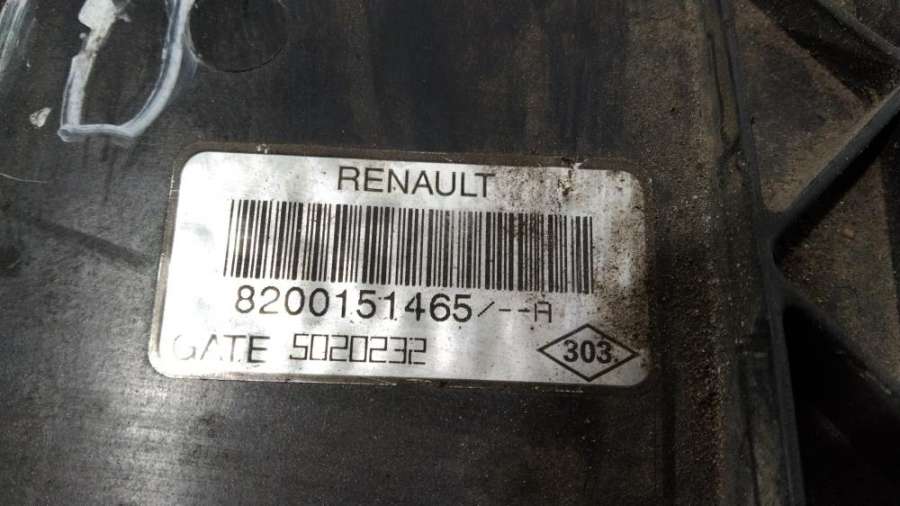 RENAULT
8200151465/--A
GATE 5020232
303